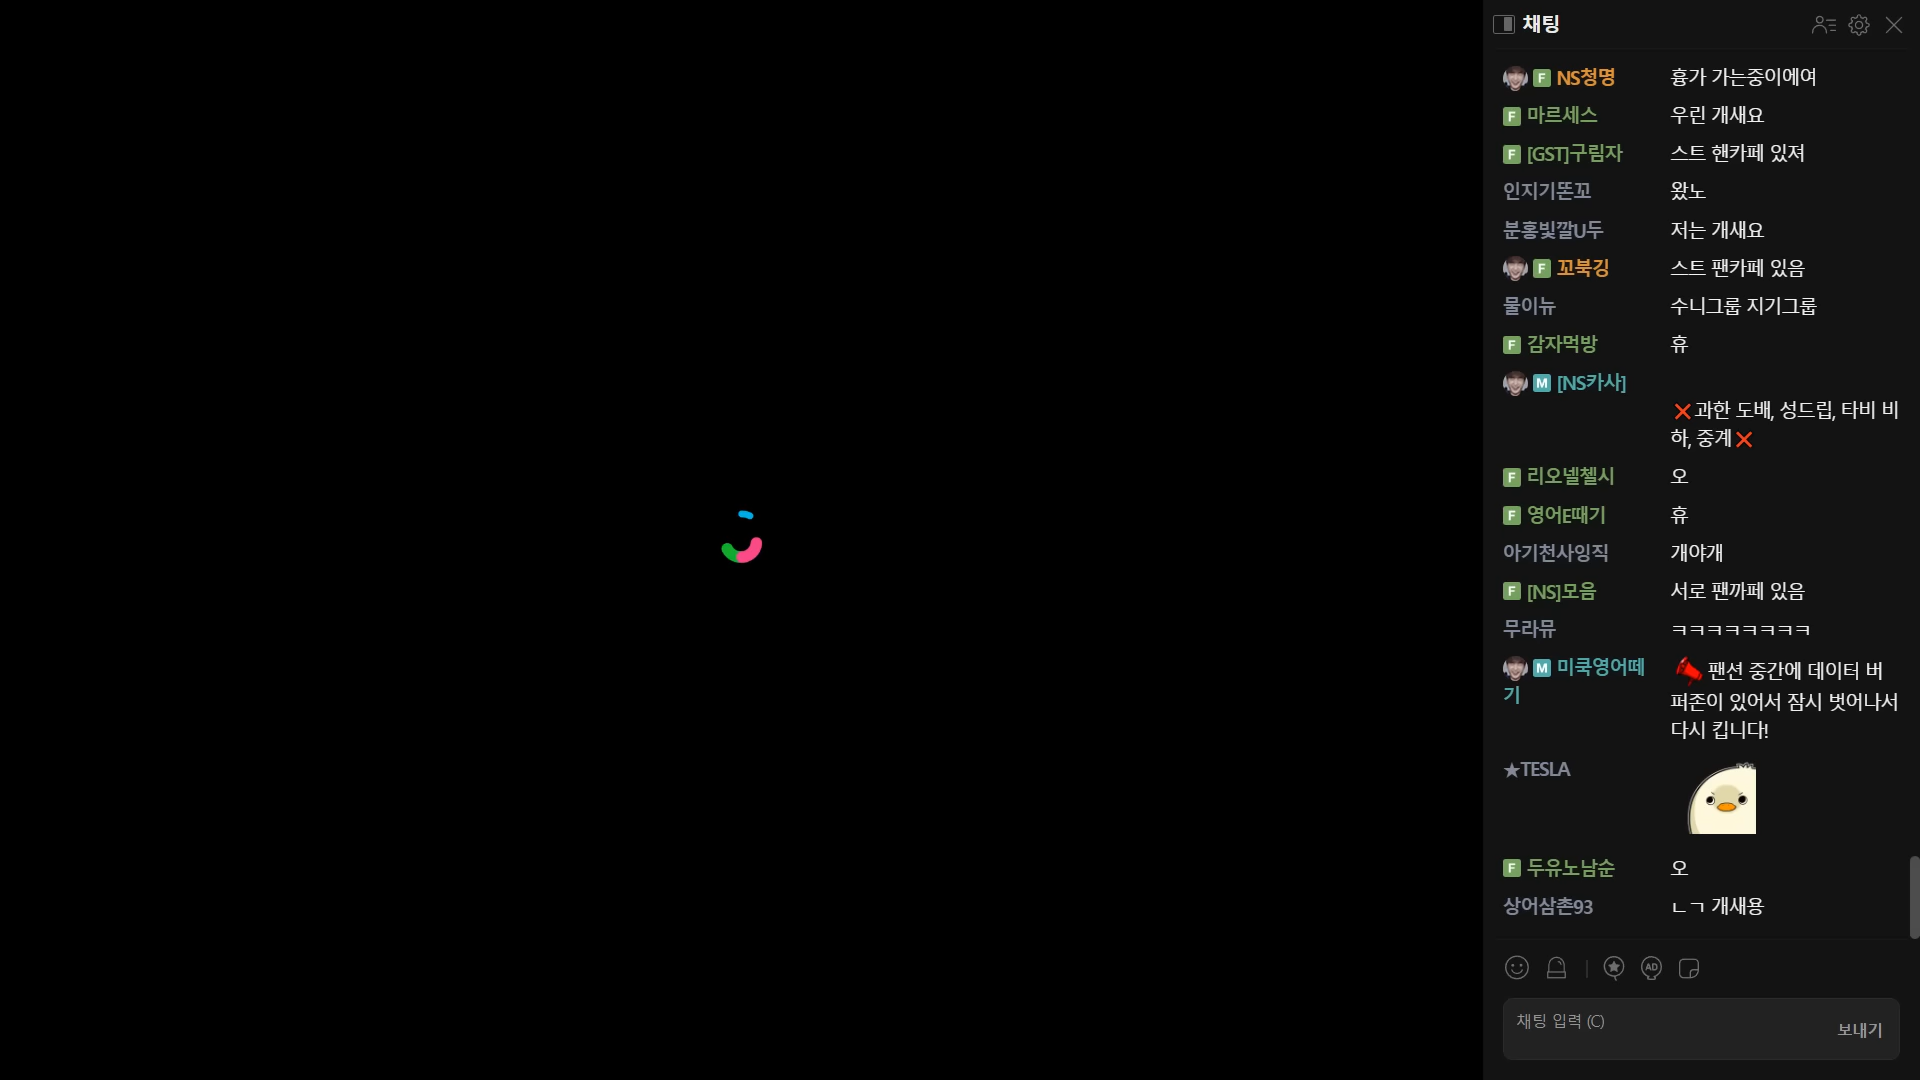 채팅
F NS청명 흉가 가는중이에여
F 마르세스 우린 개새요
F [GST]구림자 스트 핸카페 있져
인지기똔꼬 왔노
분홍빛깔U두 저는 개새요
F 꼬북깅 스트 팬카페 있음
물이뉴 수니그룹 지기그룹
F 감자먹방 휴
M [NS카사]
❌과한 도배, 성드립, 타비 비
하, 중계❌
F 리오넬첼시 오
F 영어E때기 휴
아기천사잉직 개야개
F [NS]모음 서로 팬까페 있음
무라뮤 ㅋㅋㅋㅋㅋㅋㅋㅋ
M 미쿡영어떼 팬션 중간에 데이터 버
기 퍼존이 있어서 잠시 벗어나서
다시 킵니다!
★TESLA
F 두유노남순 오
상어삼촌93 ㄴㄱ 개새용
AD
채팅 입력 (C)
보내기